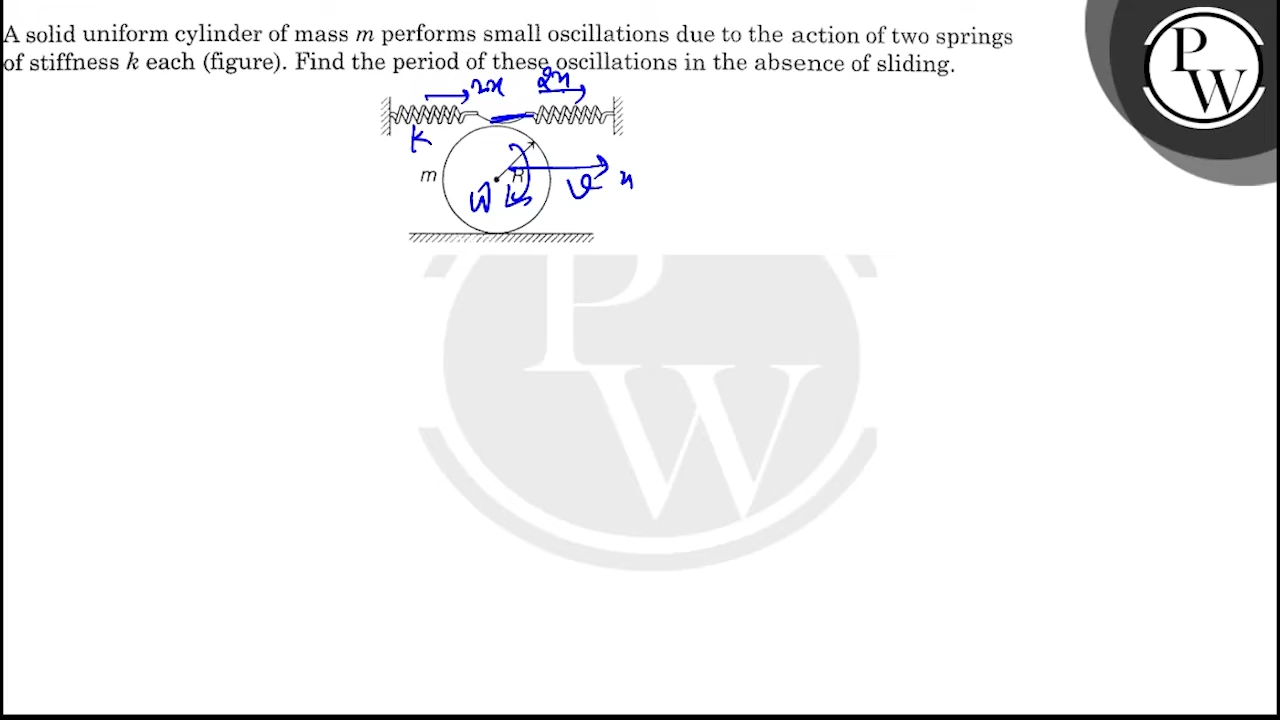 A solid uniform cylinder of mass m performs small oscillations due to the action of two springs
of stiffness k each (figure). Find the period of these oscillations in the absence of sliding.
2x 2x
K
m R v x
ω
P
W
P
W